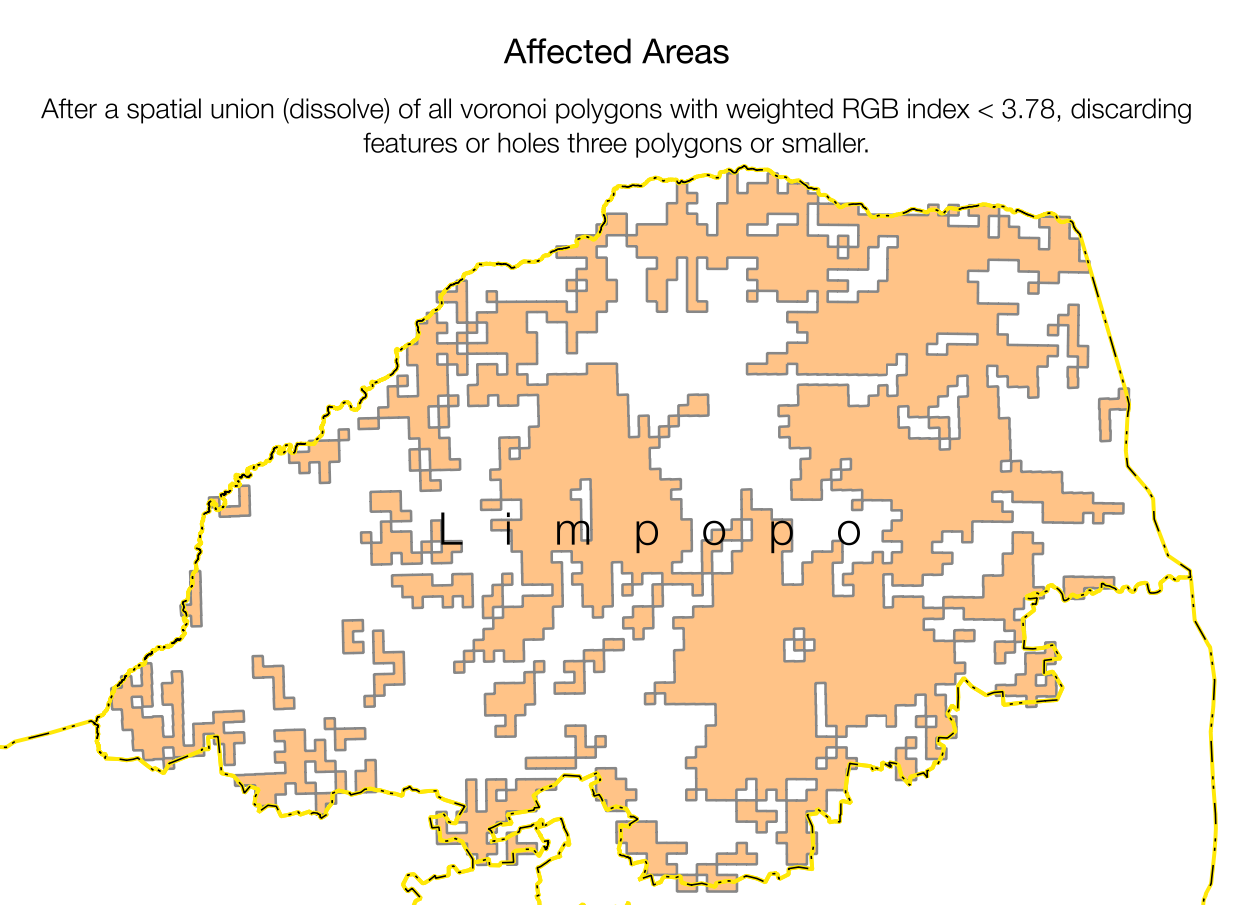 Affected Areas
After a spatial union (dissolve) of all voronoi polygons with weighted RGB index < 3.78, discarding
features or holes three polygons or smaller.
Limpopo